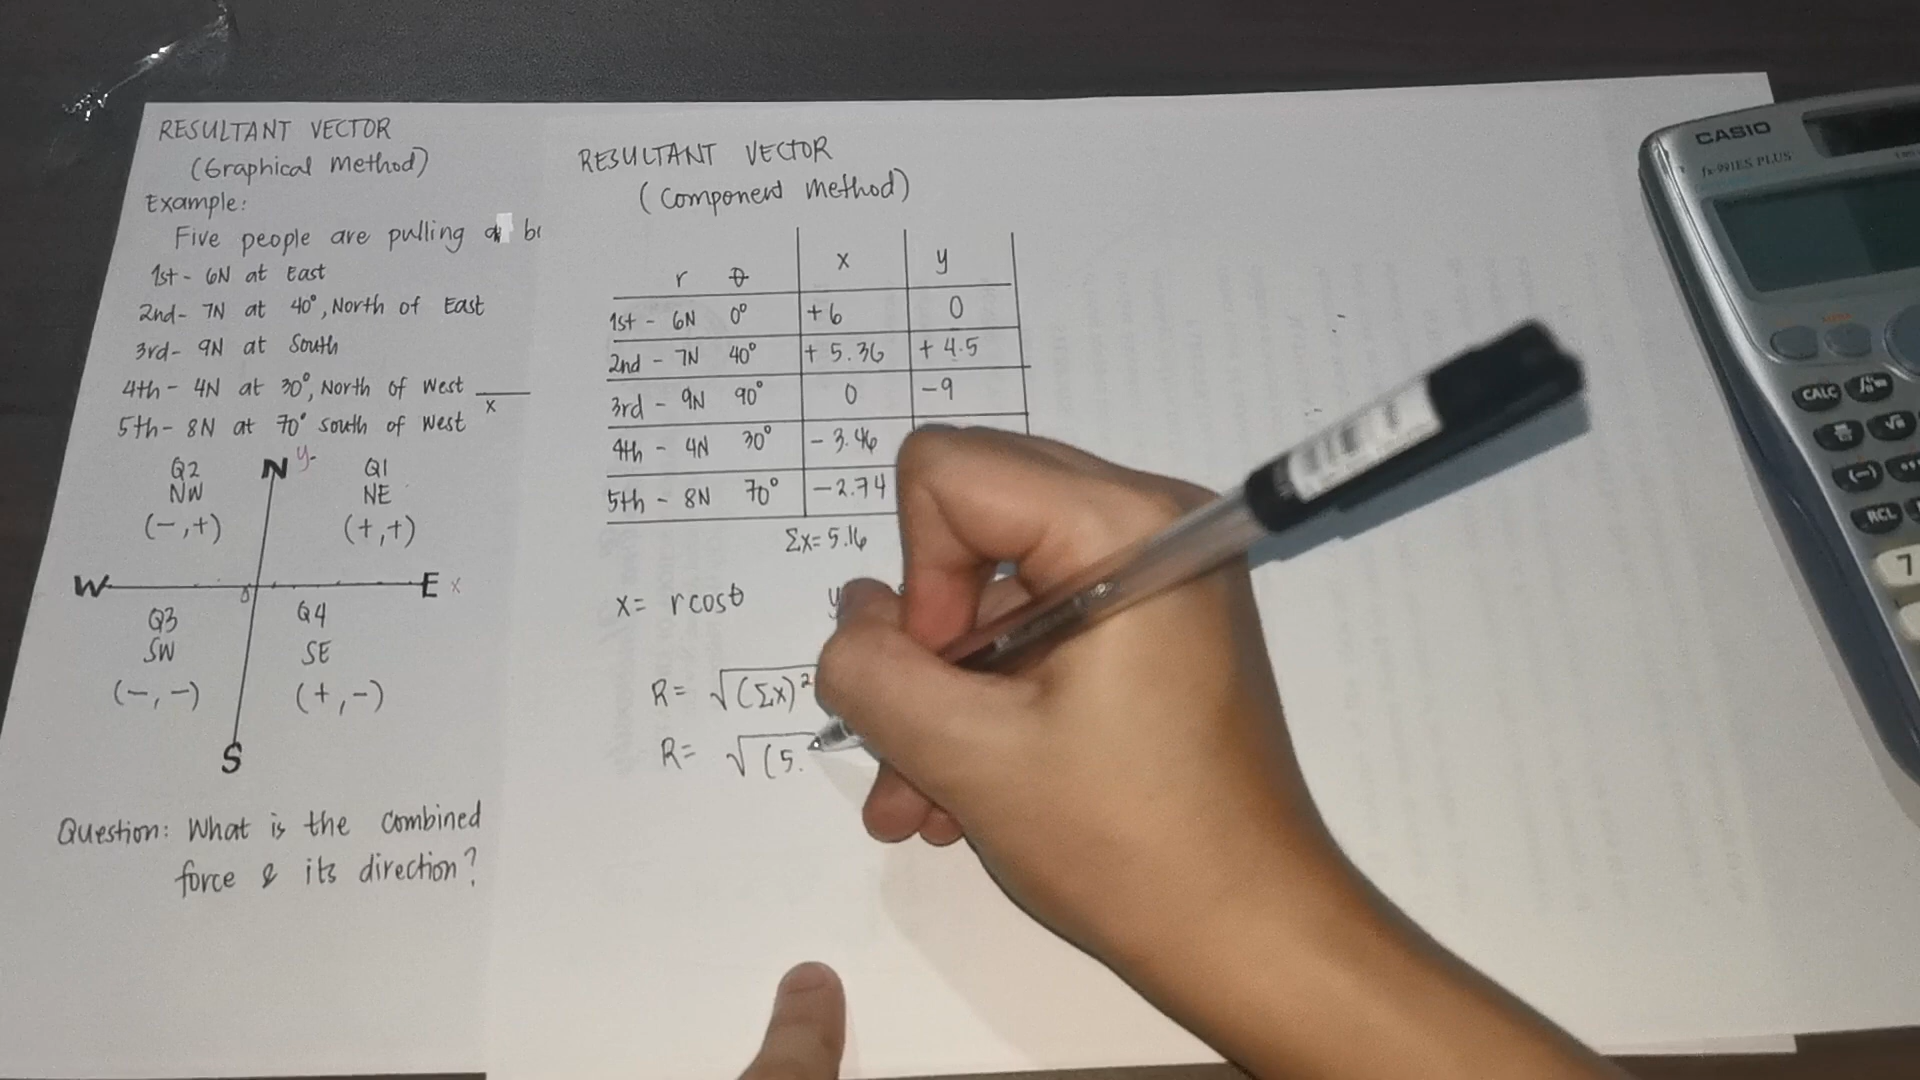 RESULTANT VECTOR
(Graphical method)
Example:
Five people are pulling a
1st - 6N at East
2nd - 7N at 40°, North of East
3rd - 9N at South
4th - 4N at 30°, North of West
x
5th - 8N at 70° South of West
Q2 N y Q1
NW NE
(-,+) (+,+)
W 0 E x
Q3 Q4
SW SE
(-,-) (+,-)
S
Question: What is the combined
force & its direction?
RESULTANT VECTOR
(Component Method)
r θ x y
1st - 6N 0° +6 0
2nd - 7N 40° + 5.36 + 4.5
3rd - 9N 90° 0 -9
4th - 4N 30° - 3.46
5th - 8N 70° -2.74
Σx= 5.16
x= rcosθ y
R= √(Σx)²
R= √(5.
CASIO
fx-991ES PLUS
CALC
(-)
RCL
7